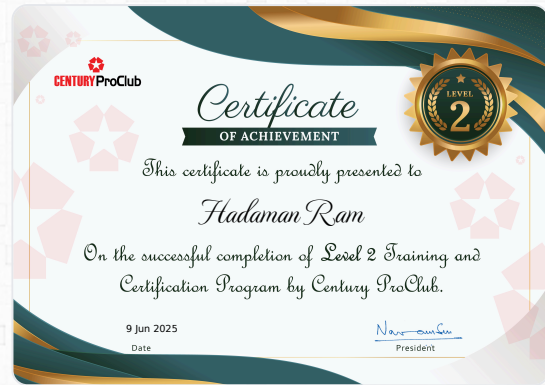 CENTURY ProClub
LEVEL
2
Certificate
OF ACHIEVEMENT
This certificate is proudly presented to
Hadaman Ram
On the successful completion of Level 2 Training and
Certification Program by Century ProClub.
9 Jun 2025
Date
President